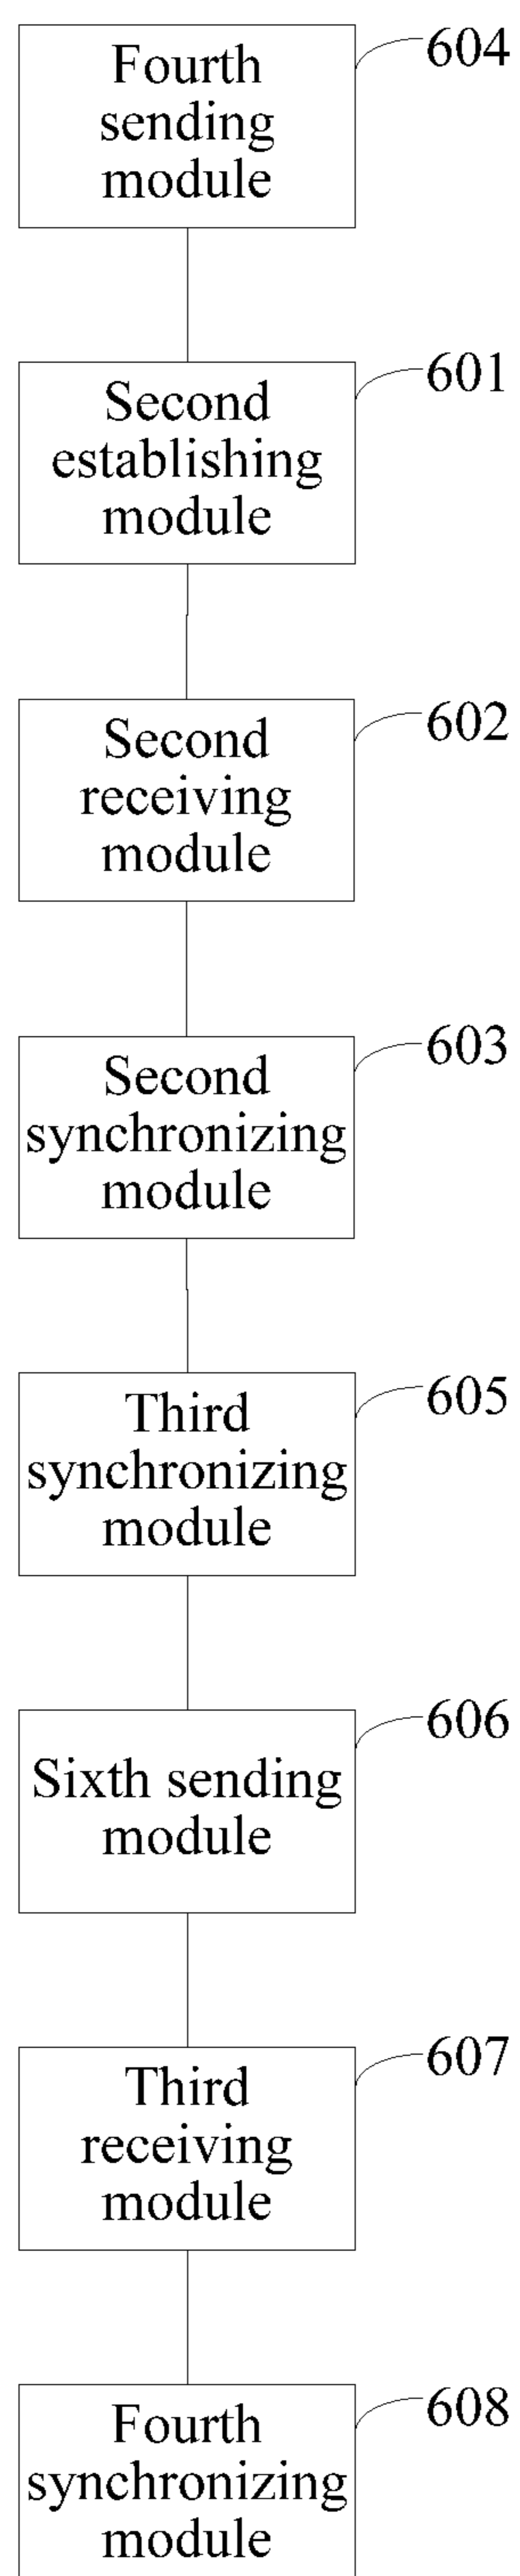 604
Fourth
sending
module
601
Second
establishing
module
602
Second
receiving
module
603
Second
synchronizing
module
605
Third
synchronizing
module
606
Sixth sending
module
607
Third
receiving
module
608
Fourth
synchronizing
module